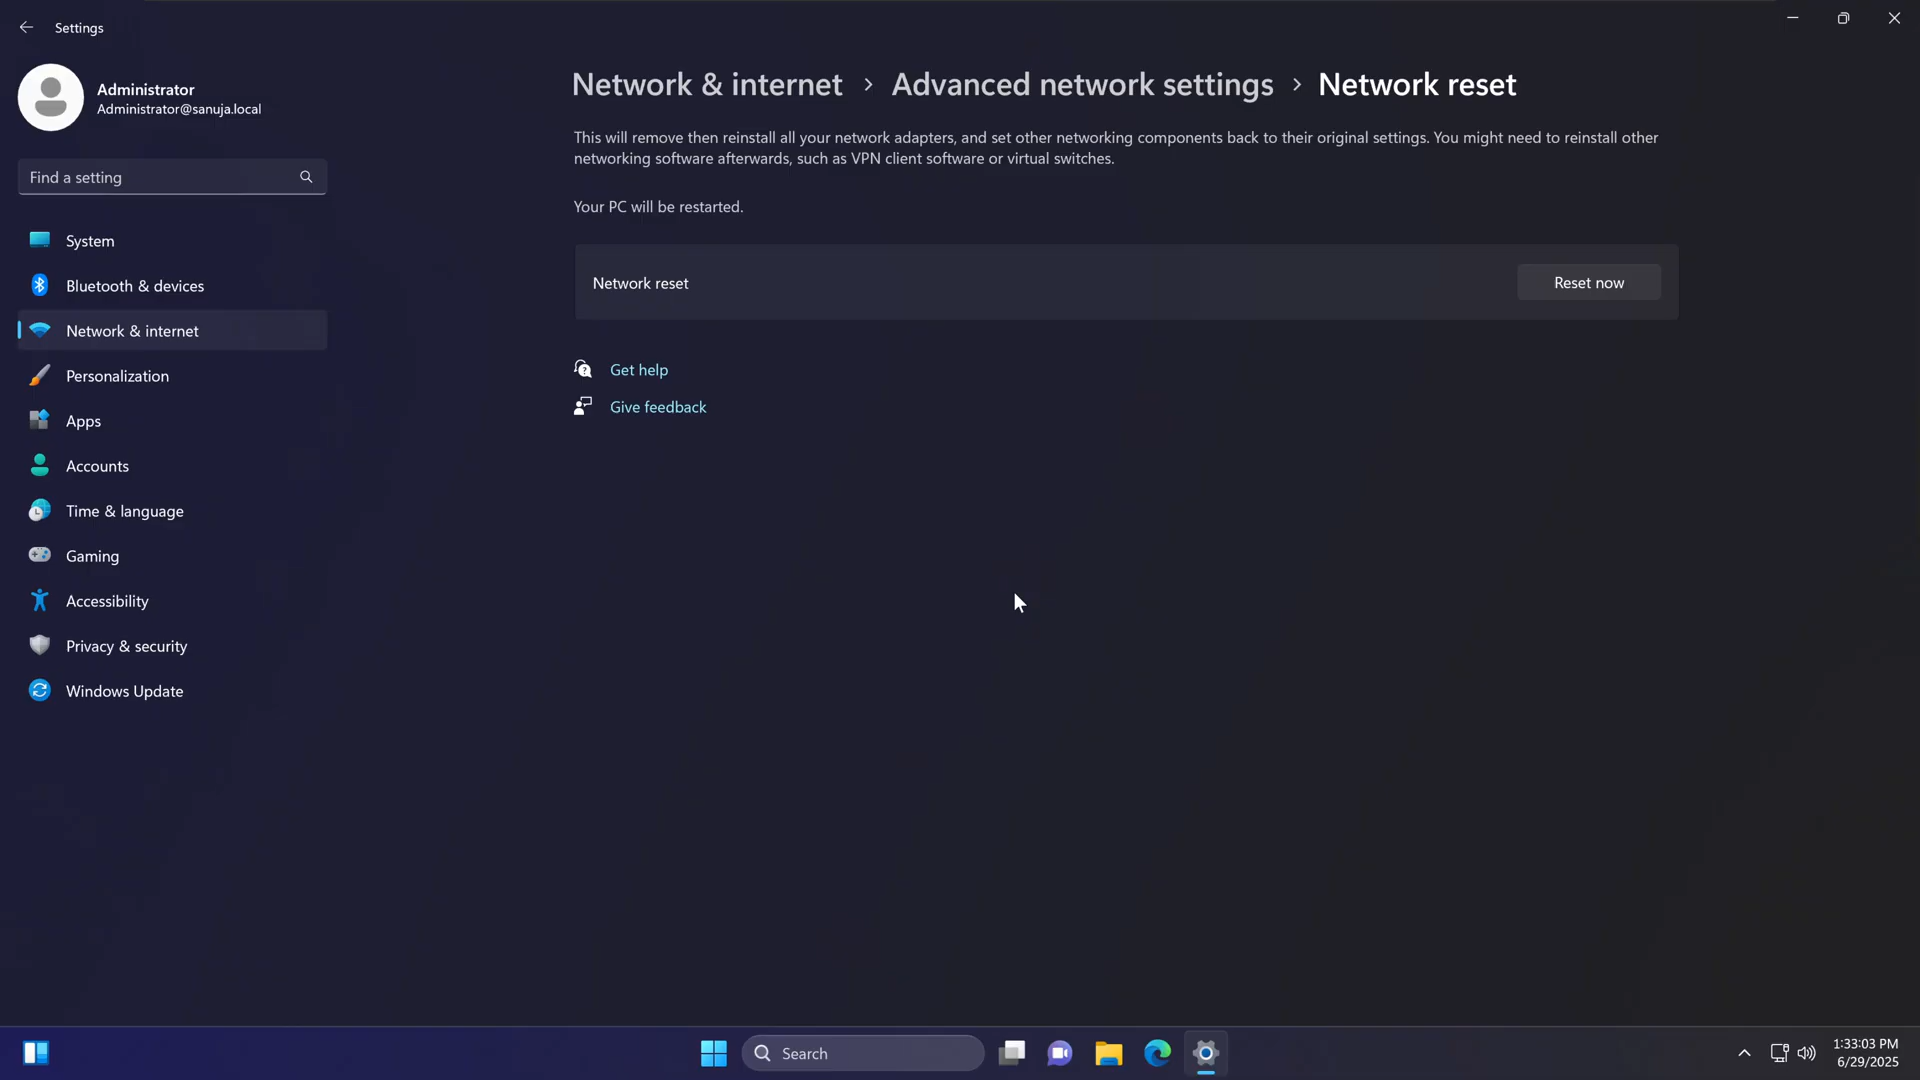 Settings
Administrator
Administrator@sanuja.local
Find a setting
System
Bluetooth & devices
Network & internet
Personalization
Apps
Accounts
Time & language
Gaming
Accessibility
Privacy & security
Windows Update
Network & internet > Advanced network settings > Network reset
This will remove then reinstall all your network adapters, and set other networking components back to their original settings. You might need to reinstall other
networking software afterwards, such as VPN client software or virtual switches.
Your PC will be restarted.
Network reset
Reset now
Get help
Give feedback
Search
1:33:03 PM
6/29/2025